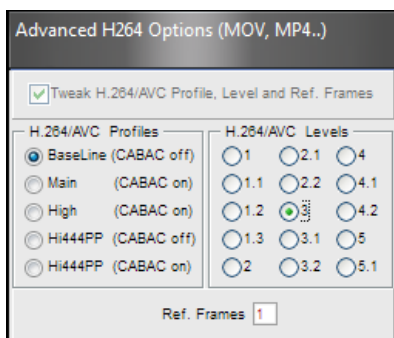 Advanced H264 Options (MOV, MP4..)
Tweak H.264/AVC Profile, Level and Ref. Frames
H.264/AVC Profiles
BaseLine (CABAC off)
Main (CABAC on)
High (CABAC on)
Hi444PP (CABAC off)
Hi444PP (CABAC on)
H.264/AVC Levels
1 2.1 4
1.1 2.2 4.1
1.2 3 4.2
1.3 3.1 5
2 3.2 5.1
Ref. Frames 1